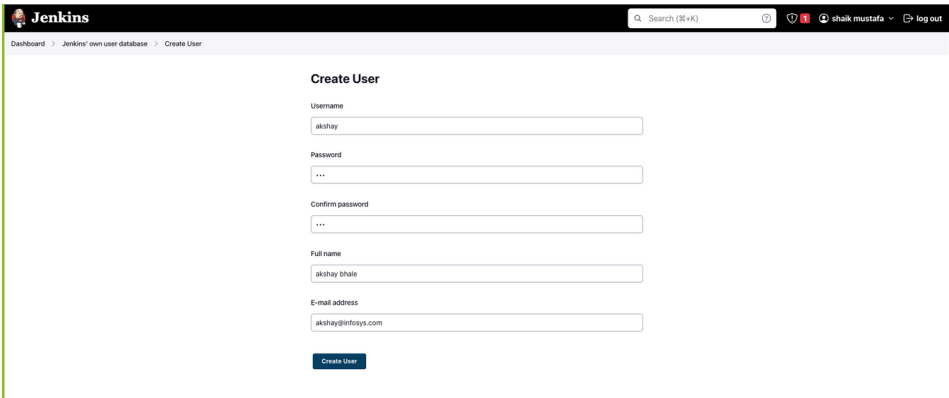 Jenkins
Search (⌘+K)
1
shaik mustafa
log out
Dashboard > Jenkins' own user database > Create User
Create User
Username
akshay
Password
•••
Confirm password
•••
Full name
akshay bhale
E-mail address
akshay@infosys.com
Create User